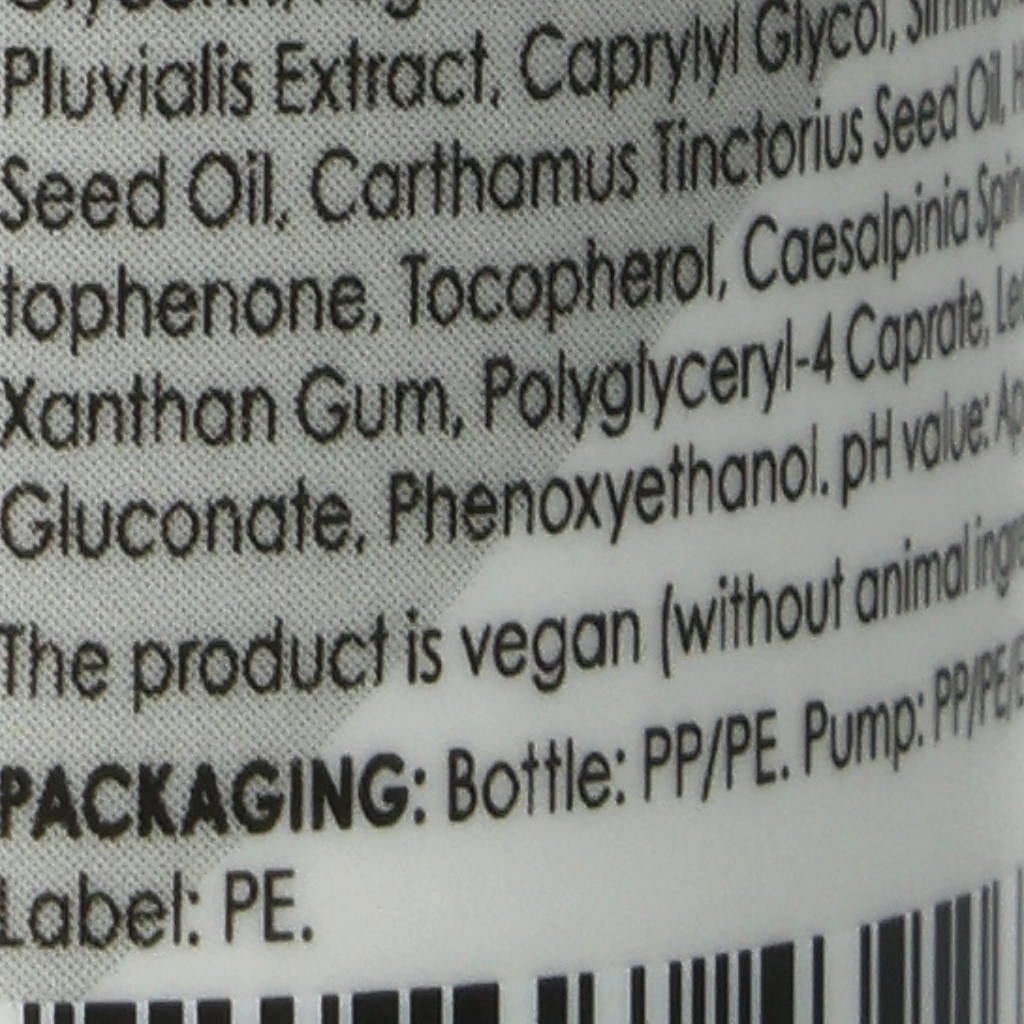 Pluvialis Extract, Caprylyl Glycol,
Seed Oil, Carthamus Tinctorius Seed Oil,
tophenone, Tocopherol, Caesalpinia
Xanthan Gum, Polyglyceryl-4 Caprate,
Gluconate, Phenoxyethanol. pH value:
The product is vegan (without animal
PACKAGING: Bottle: PP/PE. Pump: PP/PE/
Label: PE.